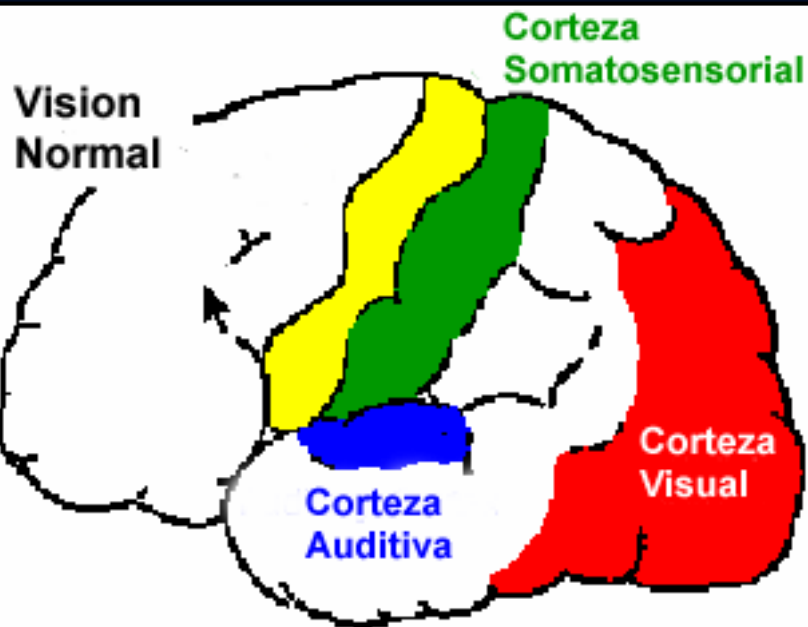 Corteza
Somatosensorial
Vision
Normal
Corteza
Visual
Corteza
Auditiva